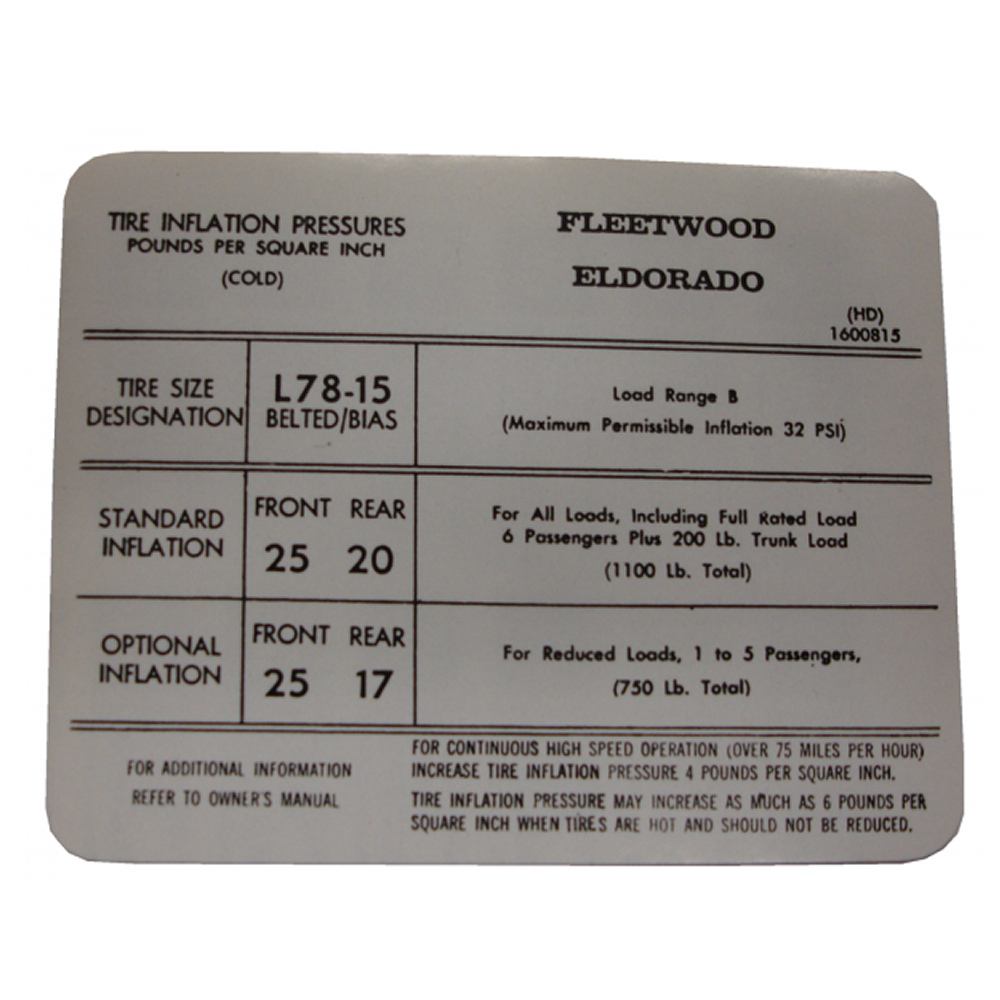 TIRE INFLATION PRESSURES
POUNDS PER SQUARE INCH
(COLD)
FLEETWOOD
ELDORADO
(HD)
1600815
TIRE SIZE
DESIGNATION
L78-15
BELTED/BIAS
Load Range B
(Maximum Permissible Inflation 32 PSI)
STANDARD
INFLATION
FRONT REAR
25 20
For All Loads, Including Full Rated Load
6 Passengers Plus 200 Lb. Trunk Load
(1100 Lb. Total)
OPTIONAL
INFLATION
FRONT REAR
25 17
For Reduced Loads, 1 to 5 Passengers,
(750 Lb. Total)
FOR ADDITIONAL INFORMATION
REFER TO OWNER'S MANUAL
FOR CONTINUOUS HIGH SPEED OPERATION (OVER 75 MILES PER HOUR)
INCREASE TIRE INFLATION PRESSURE 4 POUNDS PER SQUARE INCH.
TIRE INFLATION PRESSURE MAY INCREASE AS MUCH AS 6 POUNDS PER
SQUARE INCH WHEN TIRES ARE HOT AND SHOULD NOT BE REDUCED.